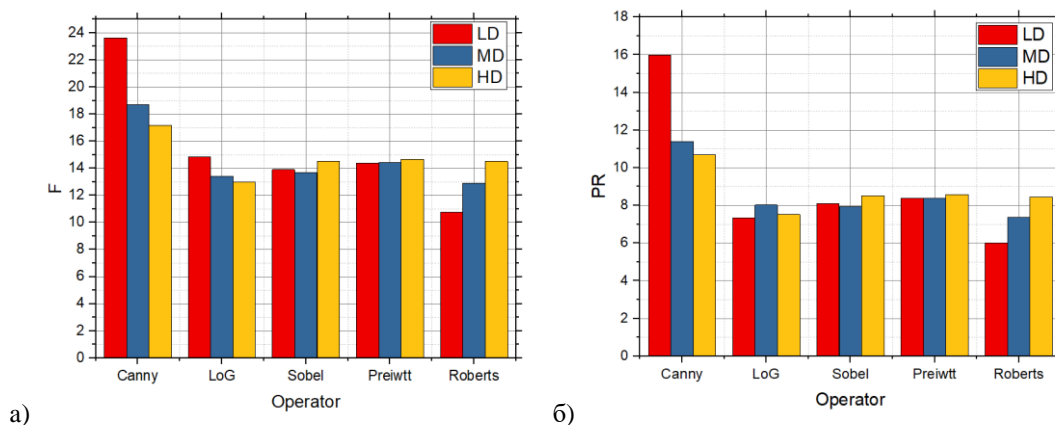 24
22
20
18
16
14
12
10
8
6
4
2
0
F
LD
MD
HD
Canny LoG Sobel Preiwtt Roberts
Operator
а)
18
16
14
12
10
8
6
4
2
0
PR
LD
MD
HD
Canny LoG Sobel Preiwtt Roberts
Operator
б)